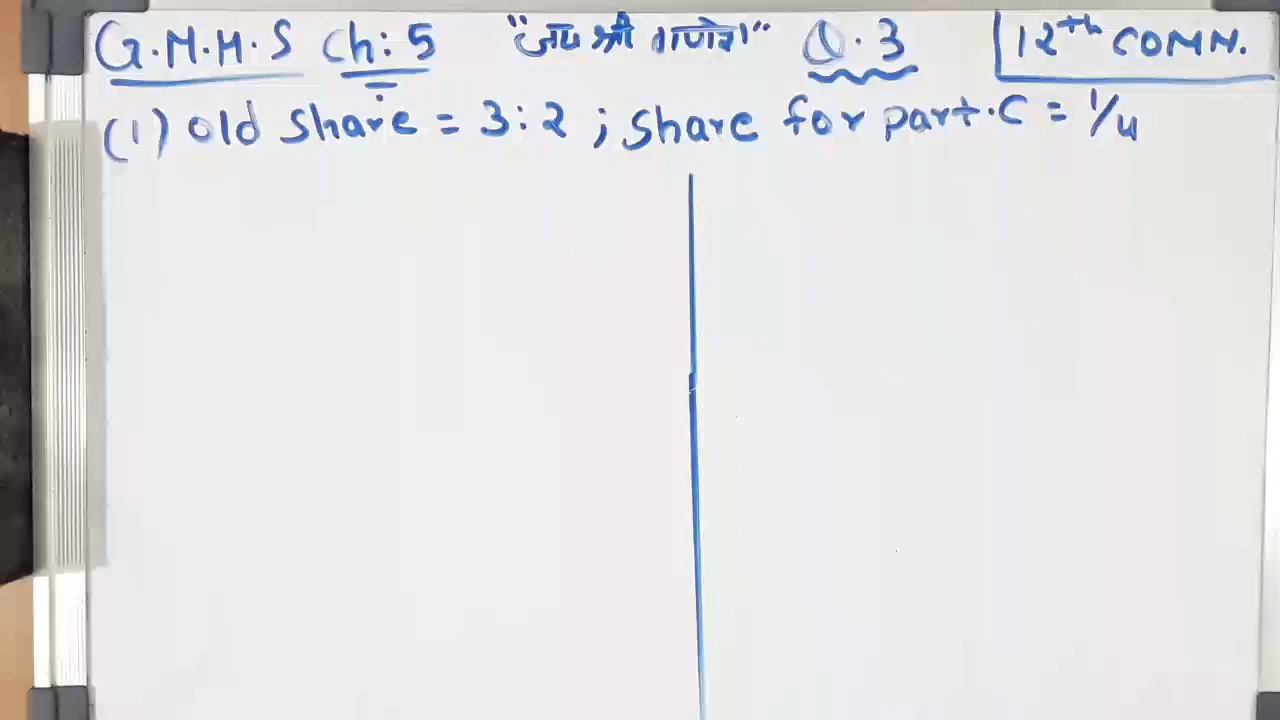 G.M.M.S Ch: 5 "जय श्री गणेश" Q.3 12th COMM.
(1) Old Share = 3:2 ; Share for part.C = 1/4